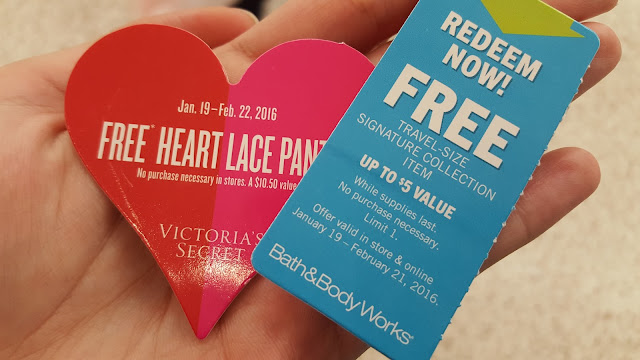 Jan. 19–Feb. 22, 2016
FREE* HEART LACE PANT
No purchase necessary in stores. A $10.50 value
VICTORIA'S
SECRET
REDEEM
NOW!
FREE
TRAVEL-SIZE
SIGNATURE COLLECTION
ITEM
UP TO $5 VALUE
While supplies last.
No purchase necessary.
Limit 1.
Offer valid in store & online
January 19 – February 21, 2016.
Bath&BodyWorks®